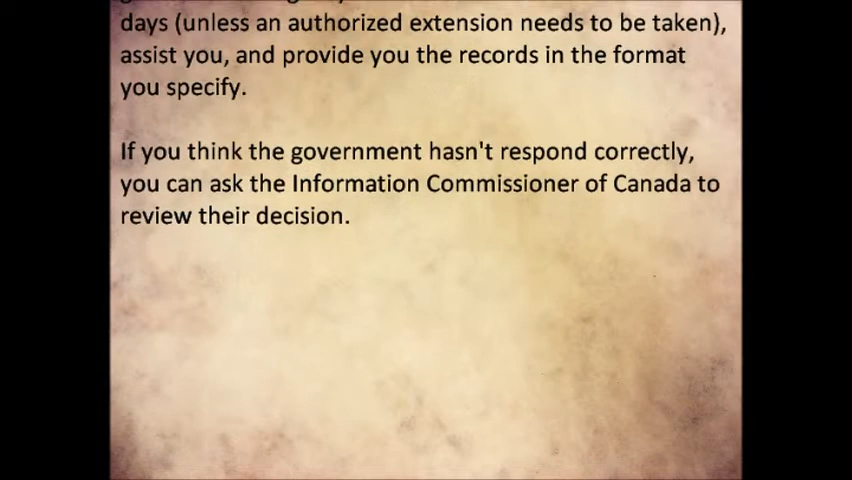 days (unless an authorized extension needs to be taken),
assist you, and provide you the records in the format
you specify.
If you think the government hasn't respond correctly,
you can ask the Information Commissioner of Canada to
review their decision.